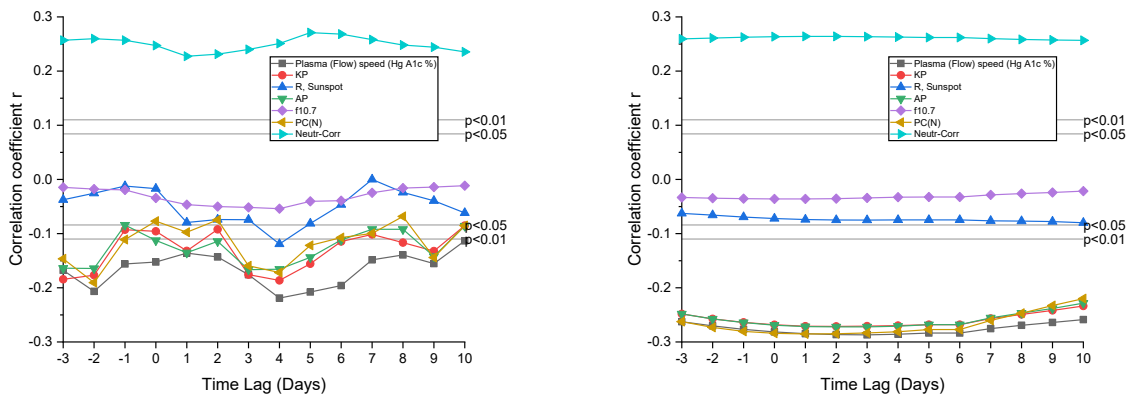 0.3
0.2
0.1
0.0
-0.1
-0.2
-0.3
Correlation coefficient r
-3 -2 -1 0 1 2 3 4 5 6 7 8 9 10
Time Lag (Days)
Plasma (Flow) speed (Hg A1c %)
KP
R, Sunspot
AP
f10.7
PC(N)
Neutr-Corr
p<0.01
p<0.05
p<0.05
p<0.01
0.3
0.2
0.1
0.0
-0.1
-0.2
-0.3
Correlation coefficient r
-3 -2 -1 0 1 2 3 4 5 6 7 8 9 10
Time Lag (Days)
Plasma (Flow) speed (Hg A1c %)
KP
R, Sunspot
AP
f10.7
PC(N)
Neutr-Corr
p<0.01
p<0.05
p<0.05
p<0.01